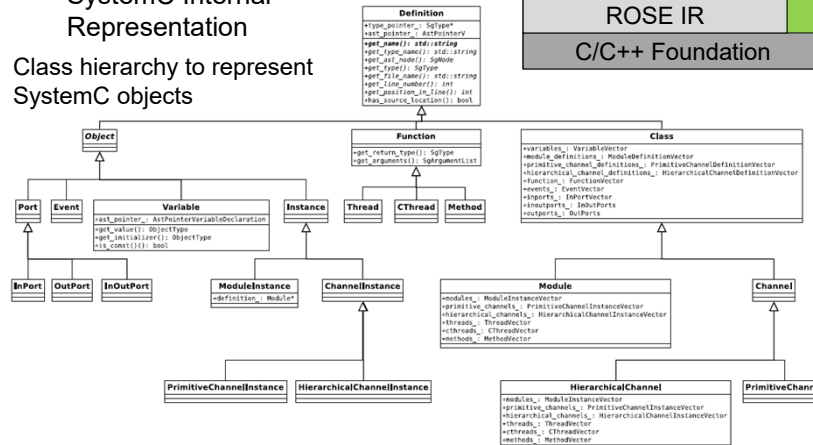 SystemC Internal
Representation
Class hierarchy to represent
SystemC objects
ROSE IR
C/C++ Foundation
Definition
+type_pointer_: SgType*
+ast_pointer_: AstPointerV
+get_name(): std::string
+get_type_name(): std::string
+get_ast_node(): SgNode
+get_type(): SgType
+get_file_name(): std::string
+get_line_number(): int
+get_position_in_line(): int
+has_source_location(): bool
Object
Function
+get_return_type(): SgType
+get_arguments(): SgArgumentList
Class
+variables_: VariableVector
+module_definitions_: ModuleDefinitionVector
+primitive_channel_definitions_: PrimitiveChannelDefinitionVector
+hierarchical_channel_definitions_: HierarchicalChannelDefinitionVector
+function_: FunctionVector
+events_: EventVector
+inports_: InPortVector
+inoutports_: InOutPorts
+outports_: OutPorts
Port
Event
Variable
+ast_pointer_: AstPointerVariableDeclaration
+get_value(): ObjectType
+get_initializer(): ObjectType
+is_const()(): bool
Instance
Thread
CThread
Method
InPort
OutPort
InOutPort
ModuleInstance
+definition_: Module*
ChannelInstance
Module
+modules_: ModuleInstanceVector
+primitive_channels_: PrimitiveChannelInstanceVector
+hierarchical_channels_: HierarchicalChannelInstanceVector
+threads_: ThreadVector
+cthreads_: CThreadVector
+methods_: MethodVector
Channel
PrimitiveChannelInstance
HierarchicalChannelInstance
HierarchicalChannel
+modules_: ModuleInstanceVector
+primitive_channels_: PrimitiveChannelInstanceVector
+hierarchical_channels_: HierarchicalChannelInstanceVector
+threads_: ThreadVector
+cthreads_: CThreadVector
+methods_: MethodVector
PrimitiveChann